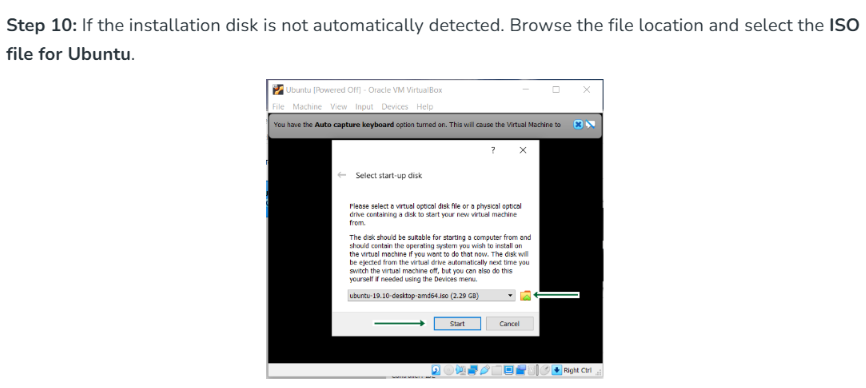 Step 10: If the installation disk is not automatically detected. Browse the file location and select the ISO
file for Ubuntu.
Ubuntu [Powered Off] - Oracle VM VirtualBox
File Machine View Input Devices Help
You have the Auto capture keyboard option turned on. This will cause the Virtual Machine to
?
Select start-up disk
Please select a virtual optical disk file or a physical optical
drive containing a disk to start your new virtual machine
from.
The disk should be suitable for starting a computer from and
should contain the operating system you wish to install on
the virtual machine if you want to do that now. The disk will
be ejected from the virtual drive automatically next time you
switch the virtual machine off, but you can also do this
yourself if needed using the Devices menu.
ubuntu-19.10-desktop-amd64.iso (2.29 GB)
Start Cancel
Right Ctrl